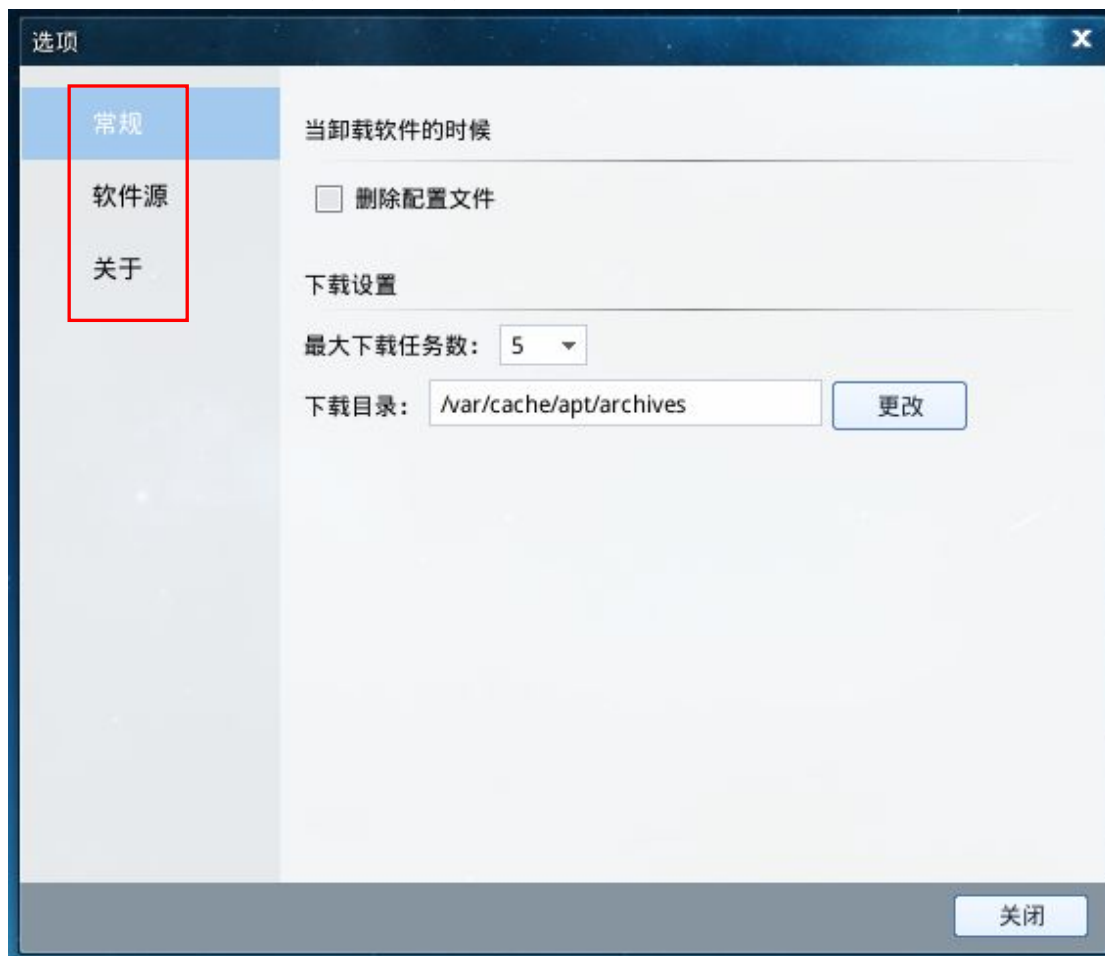 选项
x
常规
软件源
关于
当卸载软件的时候
删除配置文件
下载设置
最大下载任务数： 5
下载目录： /var/cache/apt/archives 更改
关闭